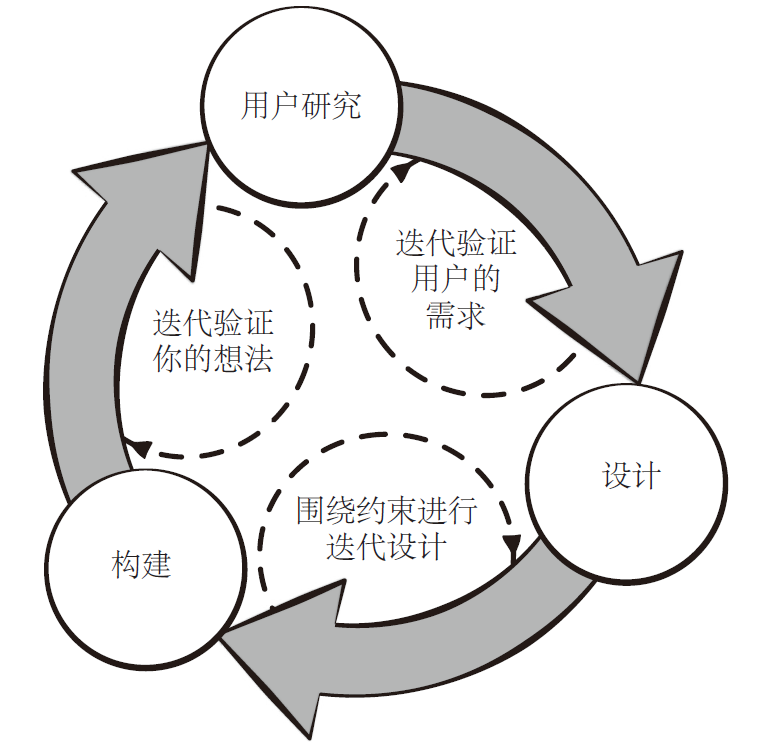 用户研究
迭代验证
用户的
需求
迭代验证
你的想法
设计
围绕约束进行
迭代设计
构建